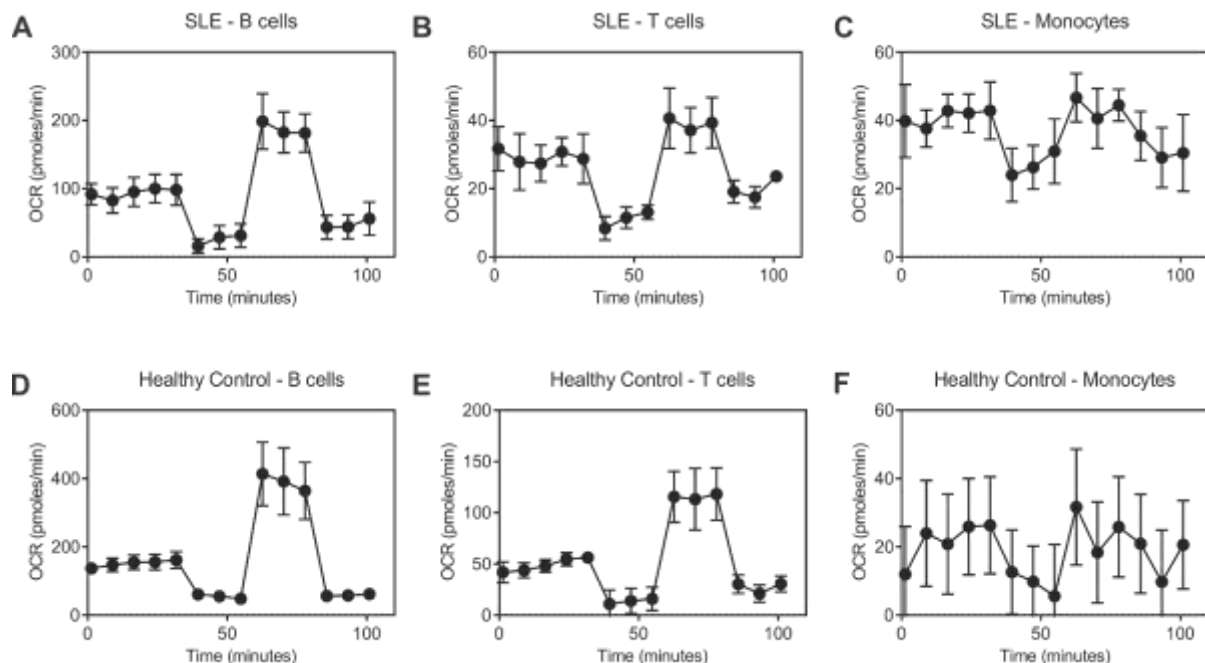 A
SLE - B cells
300
200
100
0
OCR (pmoles/min)
0 50 100
Time (minutes)
B
SLE - T cells
60
40
20
0
OCR (pmoles/min)
0 50 100
Time (minutes)
C
SLE - Monocytes
60
40
20
0
OCR (pmoles/min)
0 50 100
Time (minutes)
D
Healthy Control - B cells
600
400
200
0
OCR (pmoles/min)
0 50 100
Time (minutes)
E
Healthy Control - T cells
200
150
100
50
0
OCR (pmoles/min)
0 50 100
Time (minutes)
F
Healthy Control - Monocytes
60
40
20
0
OCR (pmoles/min)
0 50 100
Time (minutes)